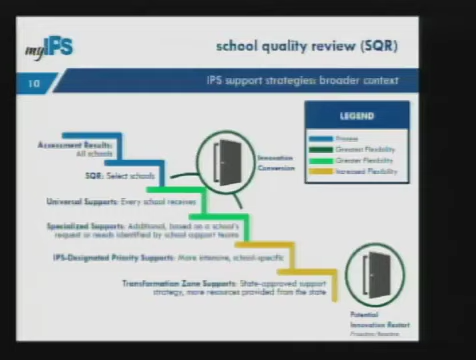 myIPS
school quality review (SQR)
10
IPS support strategies: broader context
LEGEND
Process
Greatest Flexibility
Greater Flexibility
Increased Flexibility
Assessment Results:
All schools
Innovation
Conversion
SQR: Select schools
Universal Supports: Every school receives
Specialized Supports: Additional, based on a school's
request or needs identified by school support teams
IPS-Designated Priority Supports: More intensive, school-specific
Transformation Zone Supports: State-approved support
strategy, more resources provided from the state
Potential
Innovation Restart